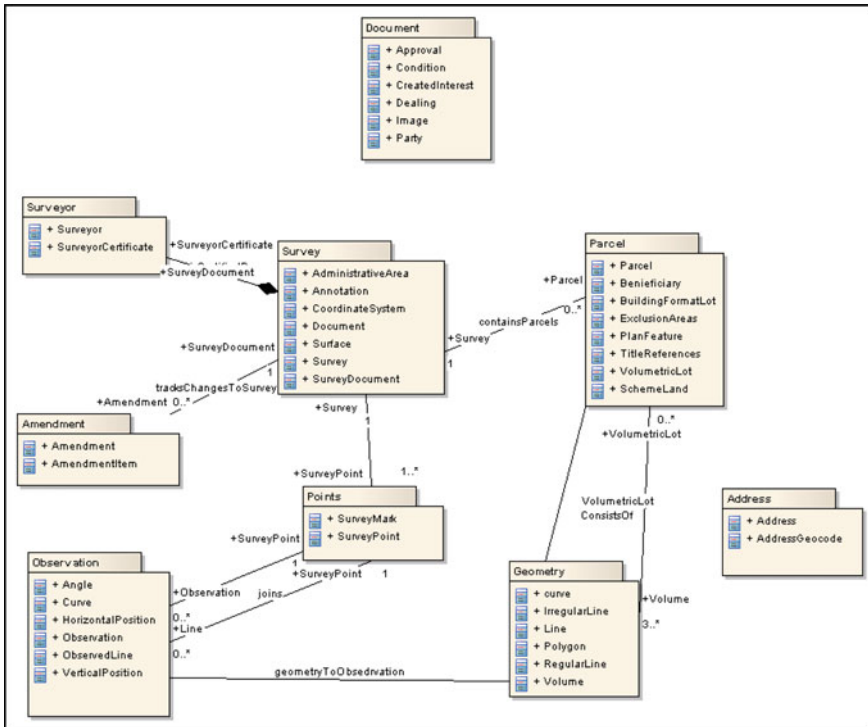 Document
+ Approval
+ Condition
+ CreatedInterest
+ Dealing
+ Image
+ Party
Surveyor
+ Surveyor
+ SurveyorCertificate
+SurveyorCertificate
+SurveyDocument
Survey
+ AdministrativeArea
+ Annotation
+ CoordinateSystem
+ Document
+ Surface
+ Survey
+ SurveyDocument
Parcel
+ Parcel
+ Benieficiary
+ BuildingFormatLot
+ ExclusionAreas
+ PlanFeature
+ TitleReferences
+ VolumetricLot
+ SchemeLand
+Parcel
0..*
containsParcels
+Survey
1
+SurveyDocument
1
tracksChangesToSurvey
+Amendment 0..*
Amendment
+ Amendment
+ AmendmentItem
+Survey
1
+SurveyPoint
1..*
Points
+ SurveyMark
+ SurveyPoint
0..*
+VolumetricLot
VolumetricLot
ConsistsOf
+Volume
3..*
Address
+ Address
+ AddressGeocode
+SurveyPoint
1
+SurveyPoint
1
+Observation
0..*
joins
+Line
0..*
Observation
+ Angle
+ Curve
+ HorizontalPosition
+ Observation
+ ObservedLine
+ VerticalPosition
Geometry
+ curve
+ IrregularLine
+ Line
+ Polygon
+ RegularLine
+ Volume
geometryToObsedrvation